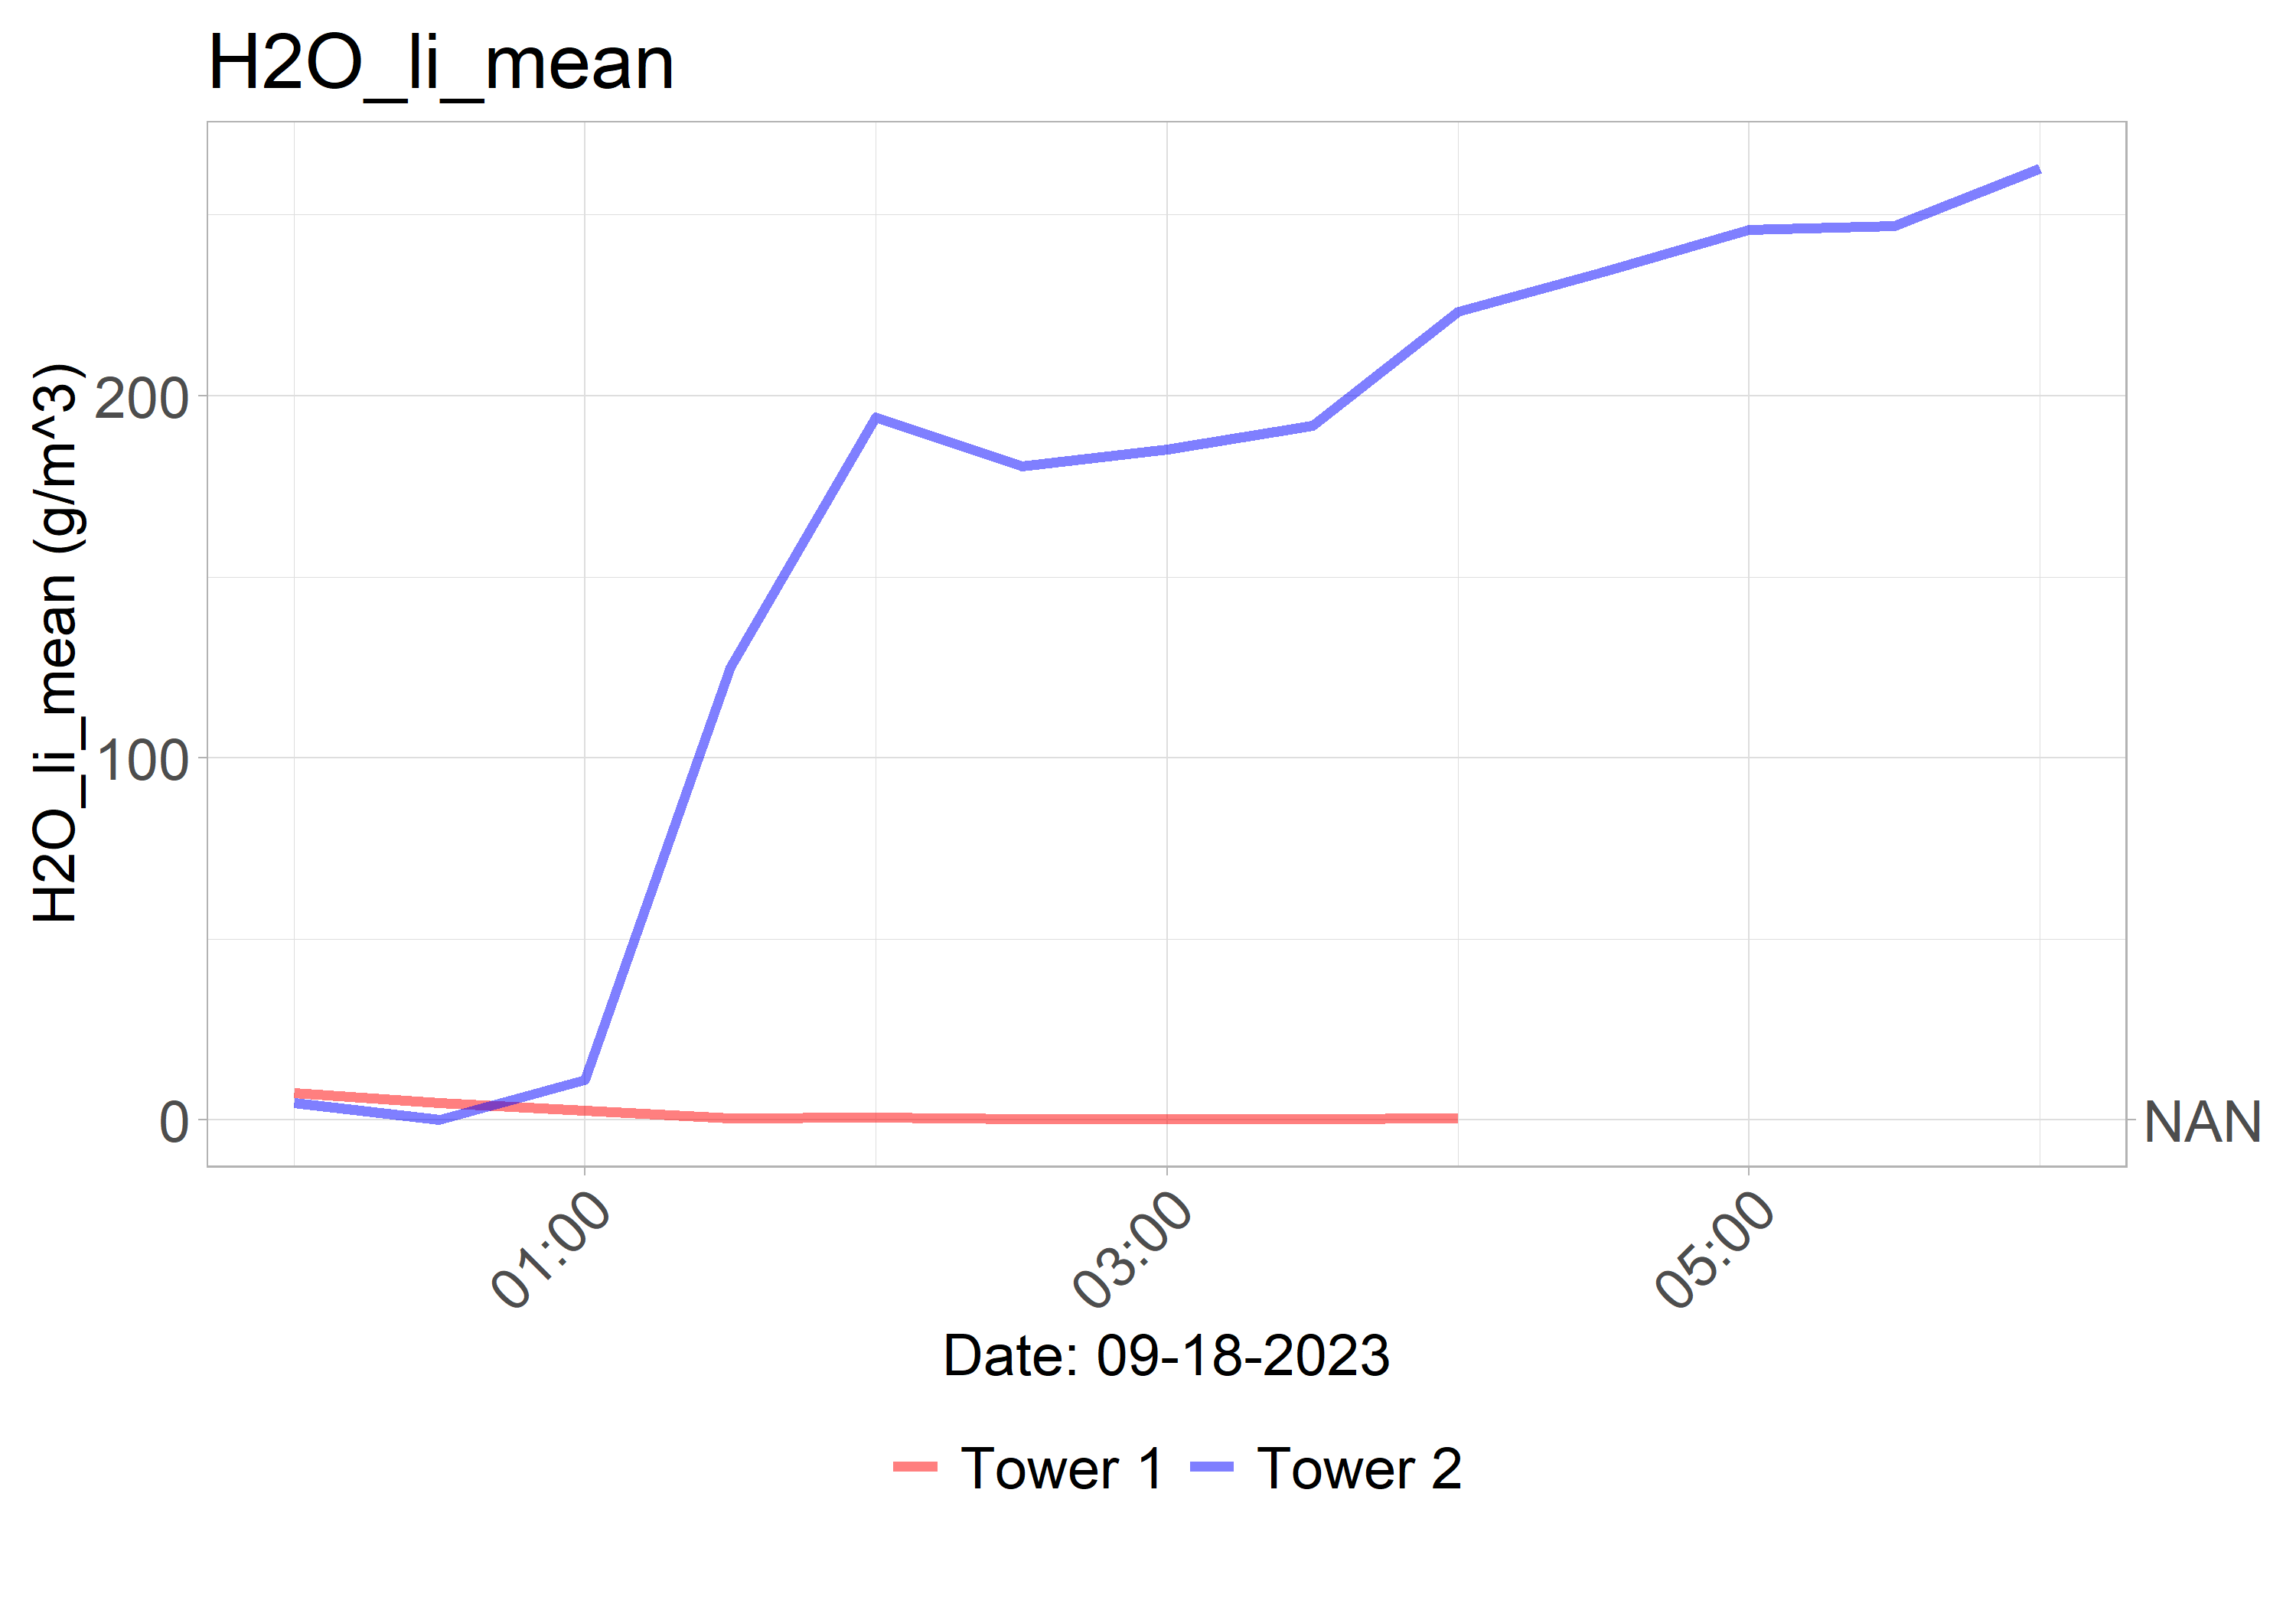 H2O_li_mean
H2O_li_mean (g/m^3)
200
100
0
NAN
01:00
03:00
05:00
Date: 09-18-2023
Tower 1
Tower 2